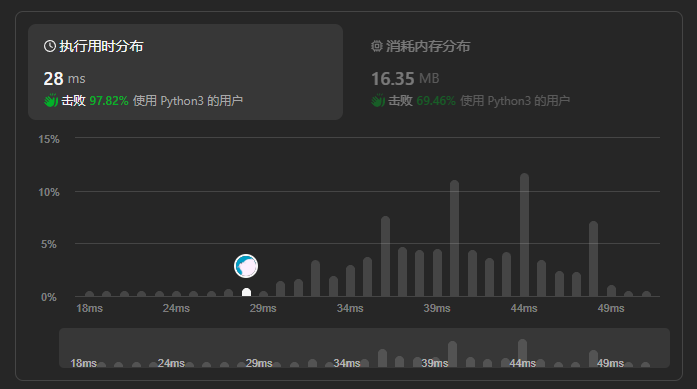 执行用时分布
28 ms
击败 97.82% 使用 Python3 的用户
消耗内存分布
16.35 MB
击败 69.46% 使用 Python3 的用户
15%
10%
5%
0%
18ms 24ms 29ms 34ms 39ms 44ms 49ms
18ms 24ms 29ms 34ms 39ms 44ms 49ms